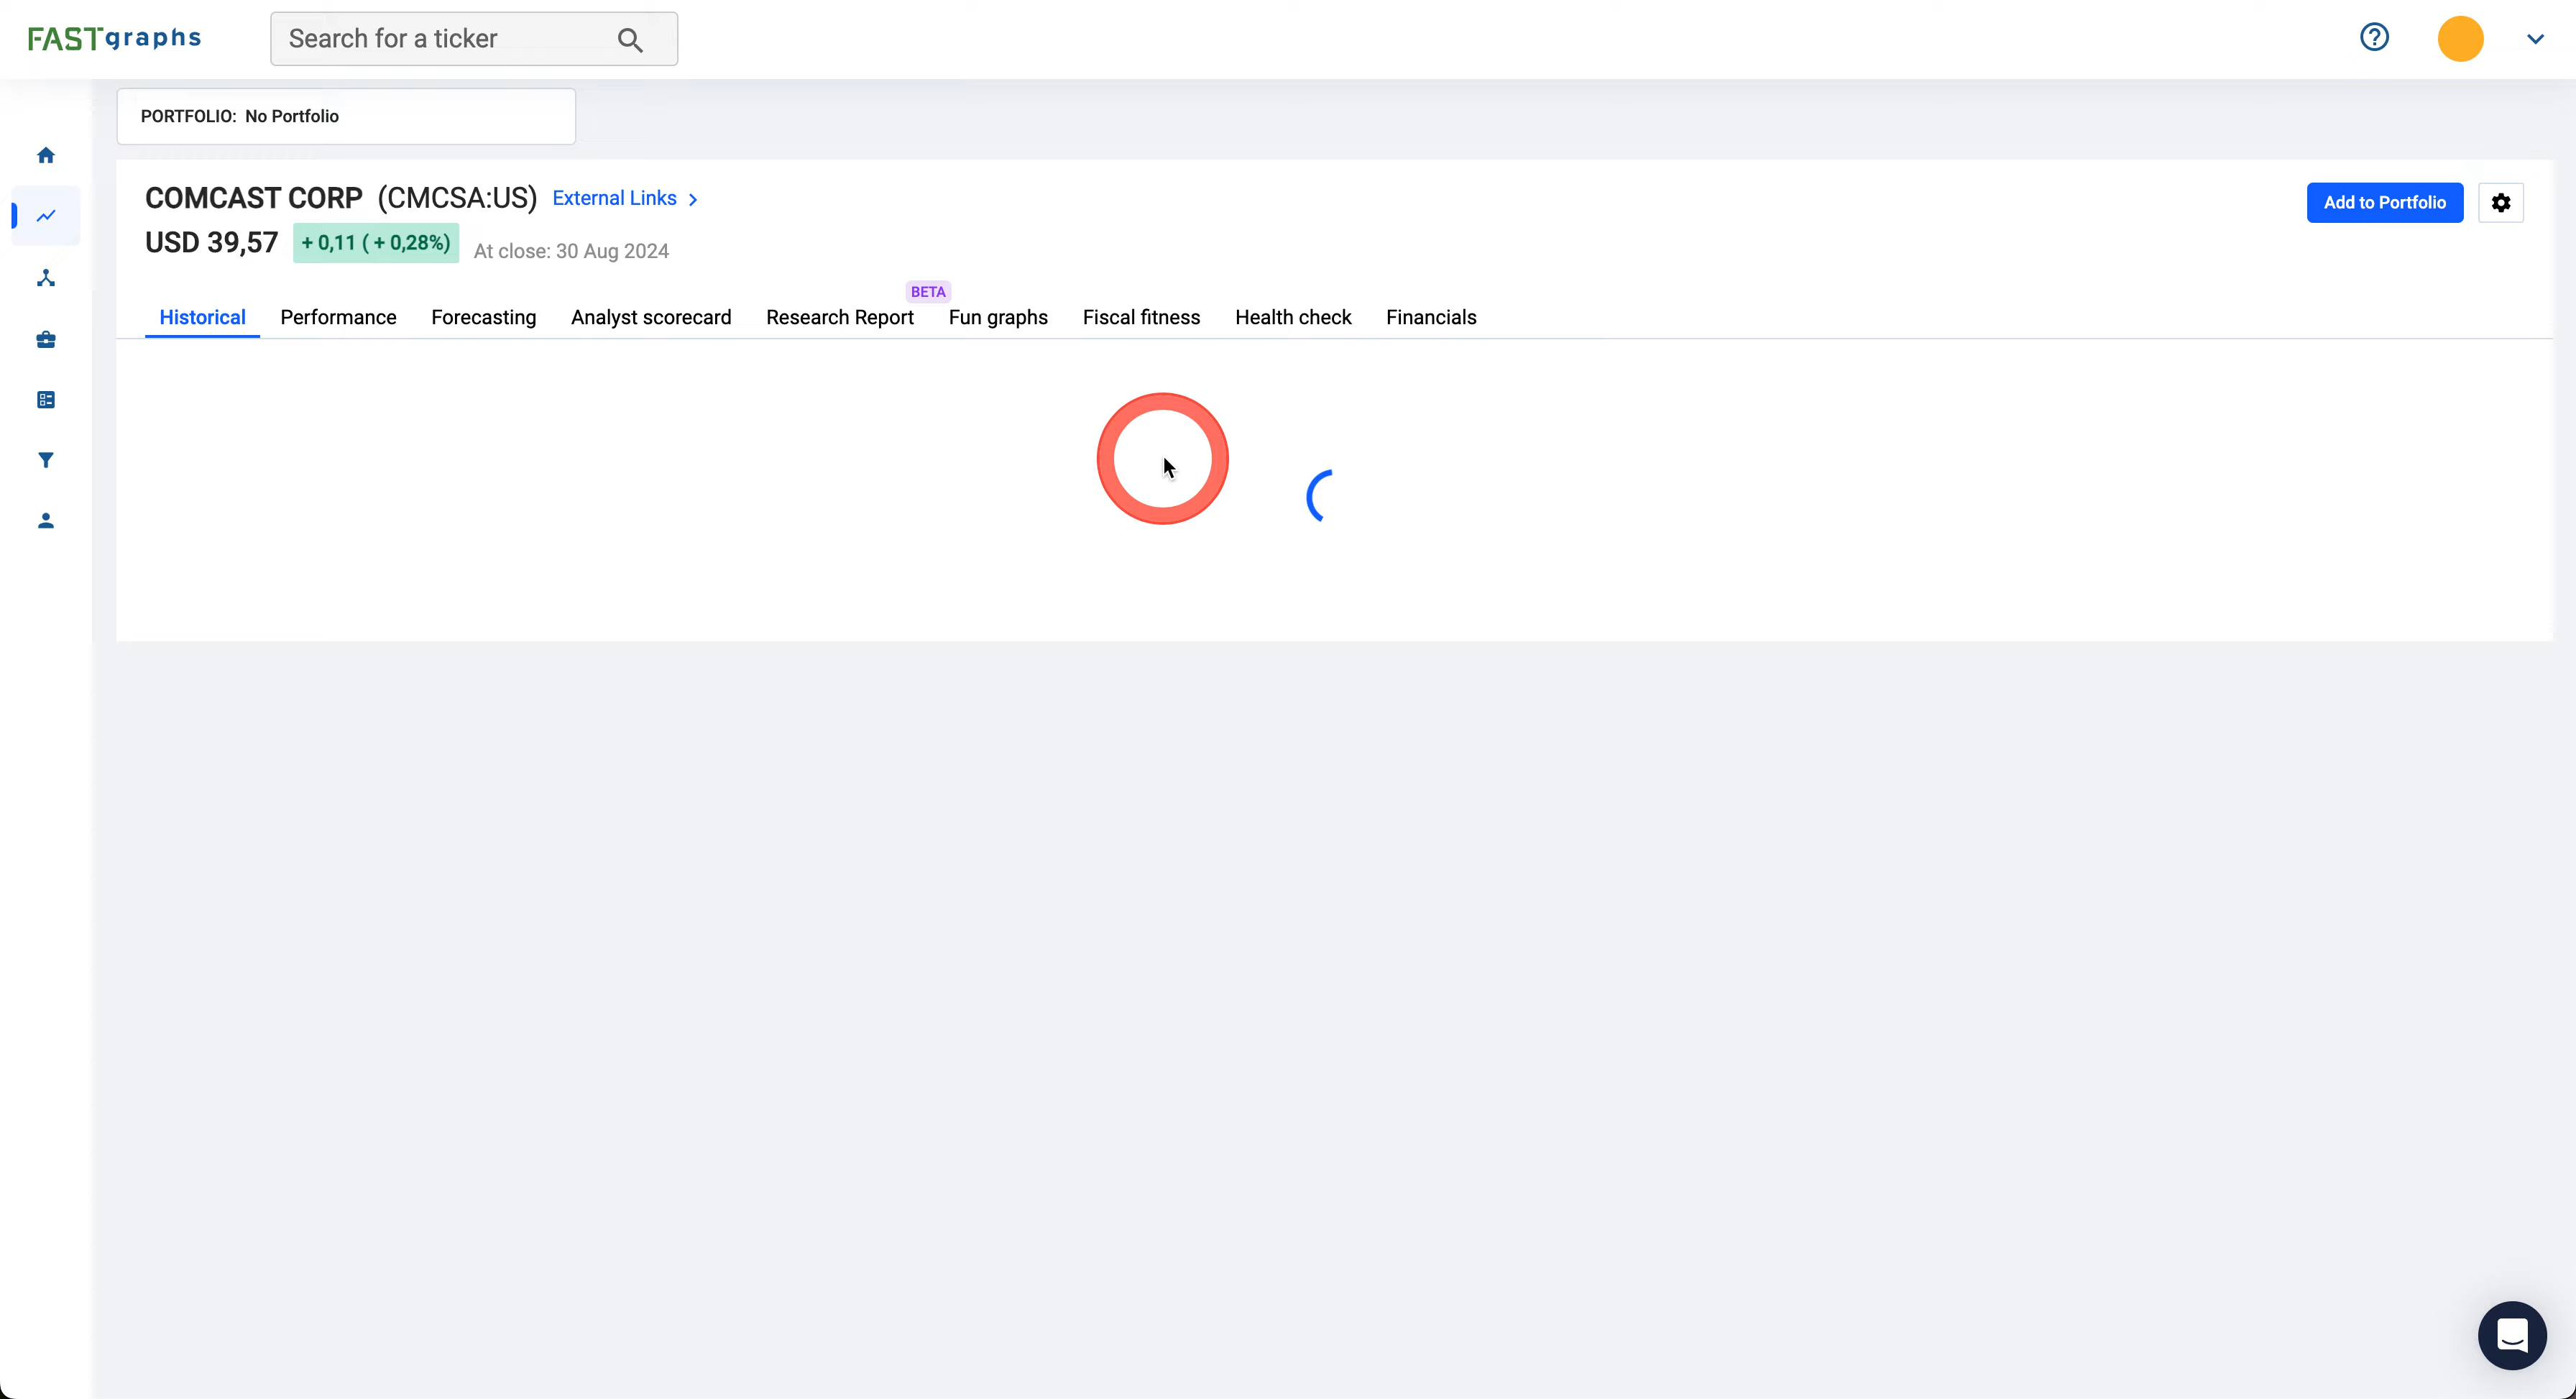 FASTgraphs
Search for a ticker
PORTFOLIO: No Portfolio
COMCAST CORP (CMCSA:US) External Links
USD 39,57 + 0,11 ( + 0,28%) At close: 30 Aug 2024
Add to Portfolio
BETA
Historical Performance Forecasting Analyst scorecard Research Report Fun graphs Fiscal fitness Health check Financials